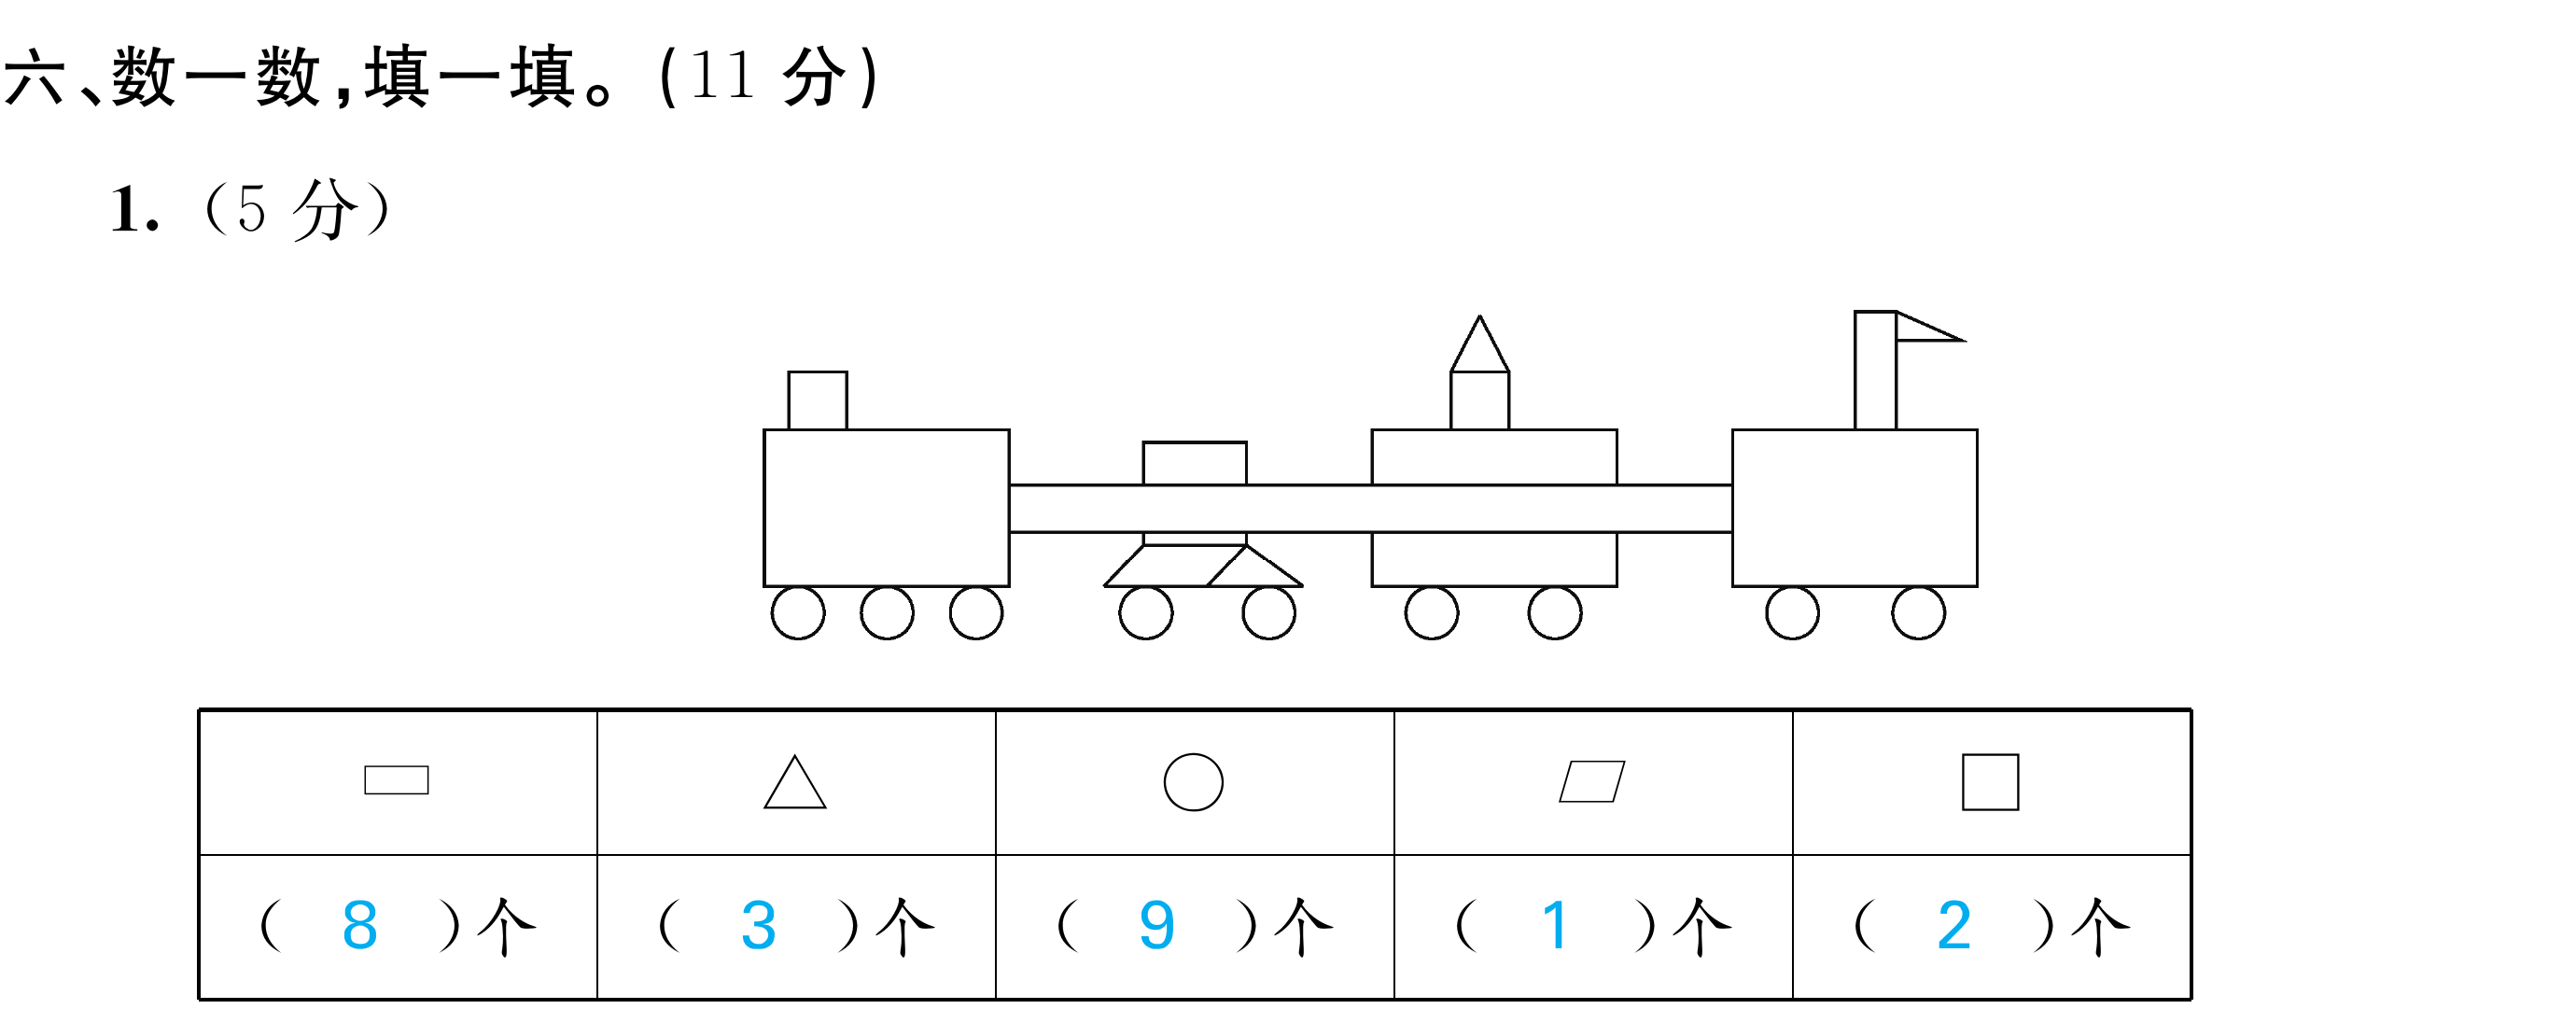 六、数一数,填一填。(11 分)
1.(5 分)
( 8 )个 ( 3 )个 ( 9 )个 ( 1 )个 ( 2 )个